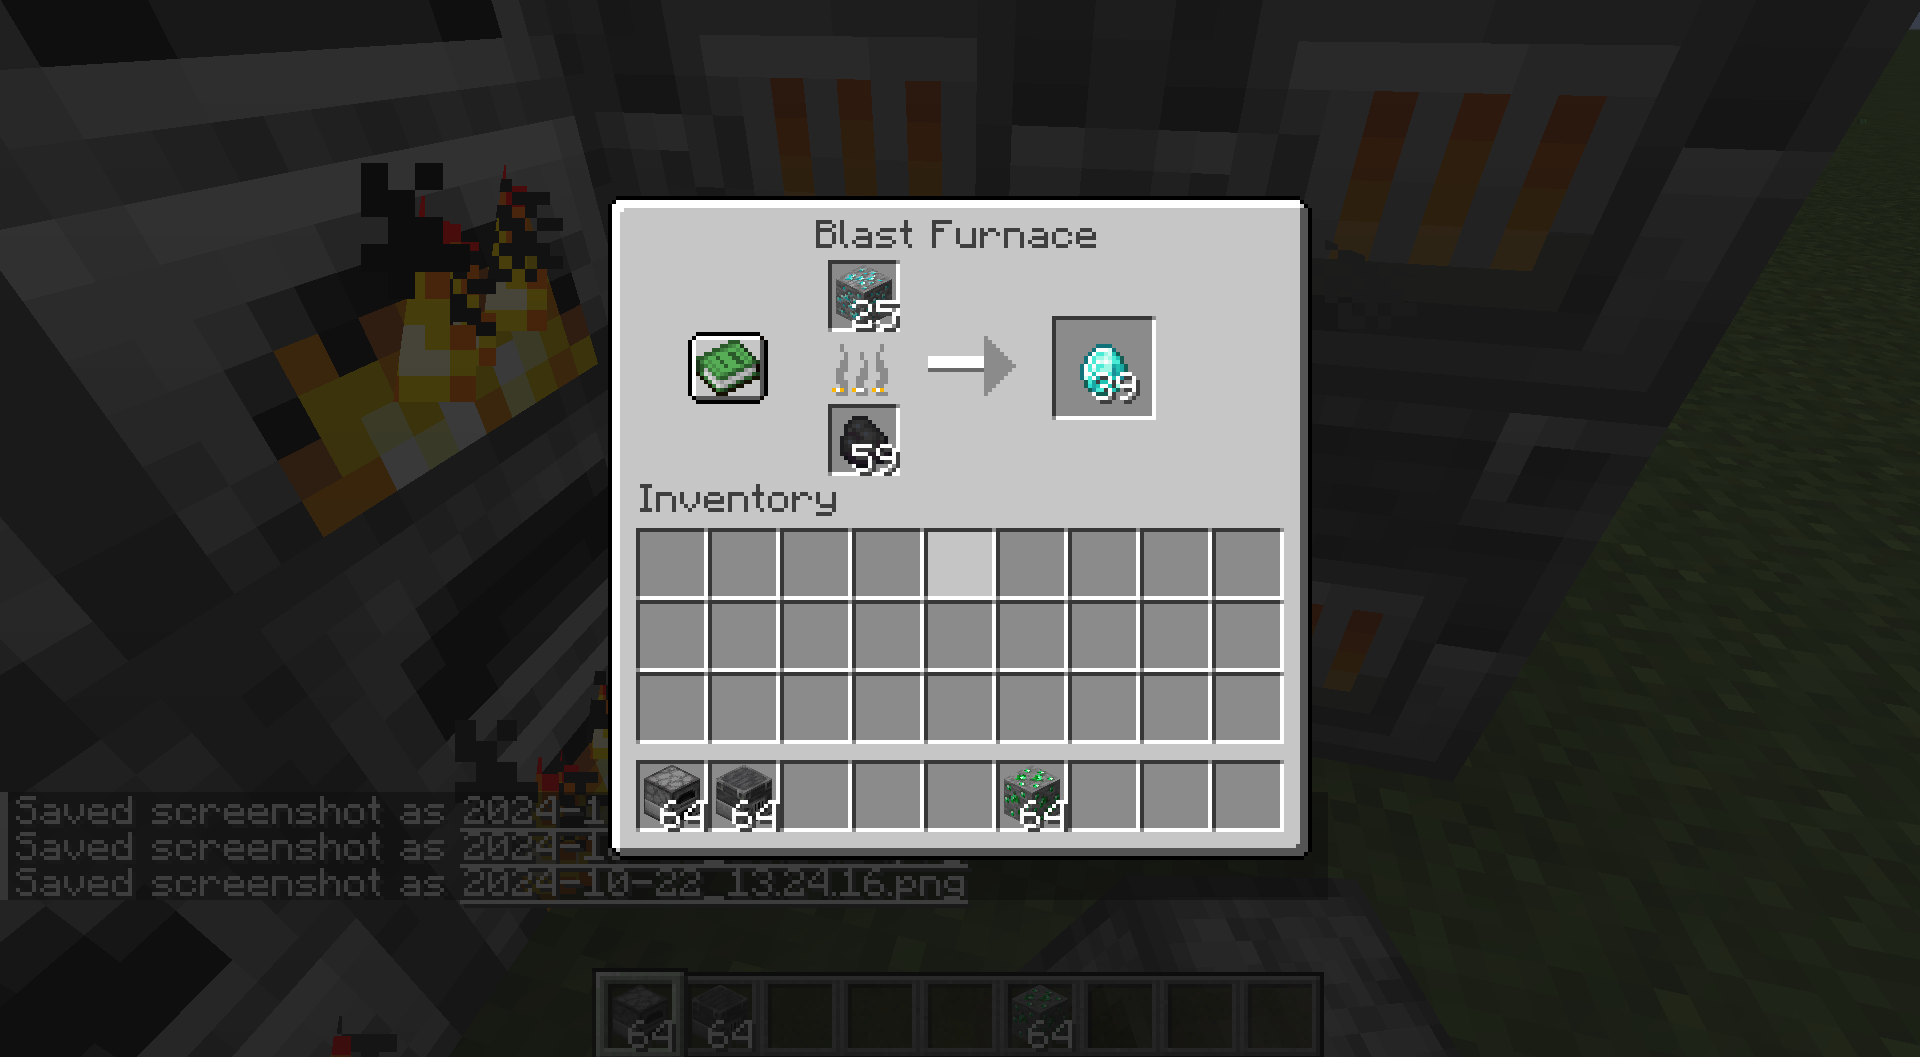 Blast Furnace
25
39
59
Inventory
64 64 64
Saved screenshot as 2024-1
Saved screenshot as 2024-1
Saved screenshot as 2024-10-22_13.24.16.png
64 64 64